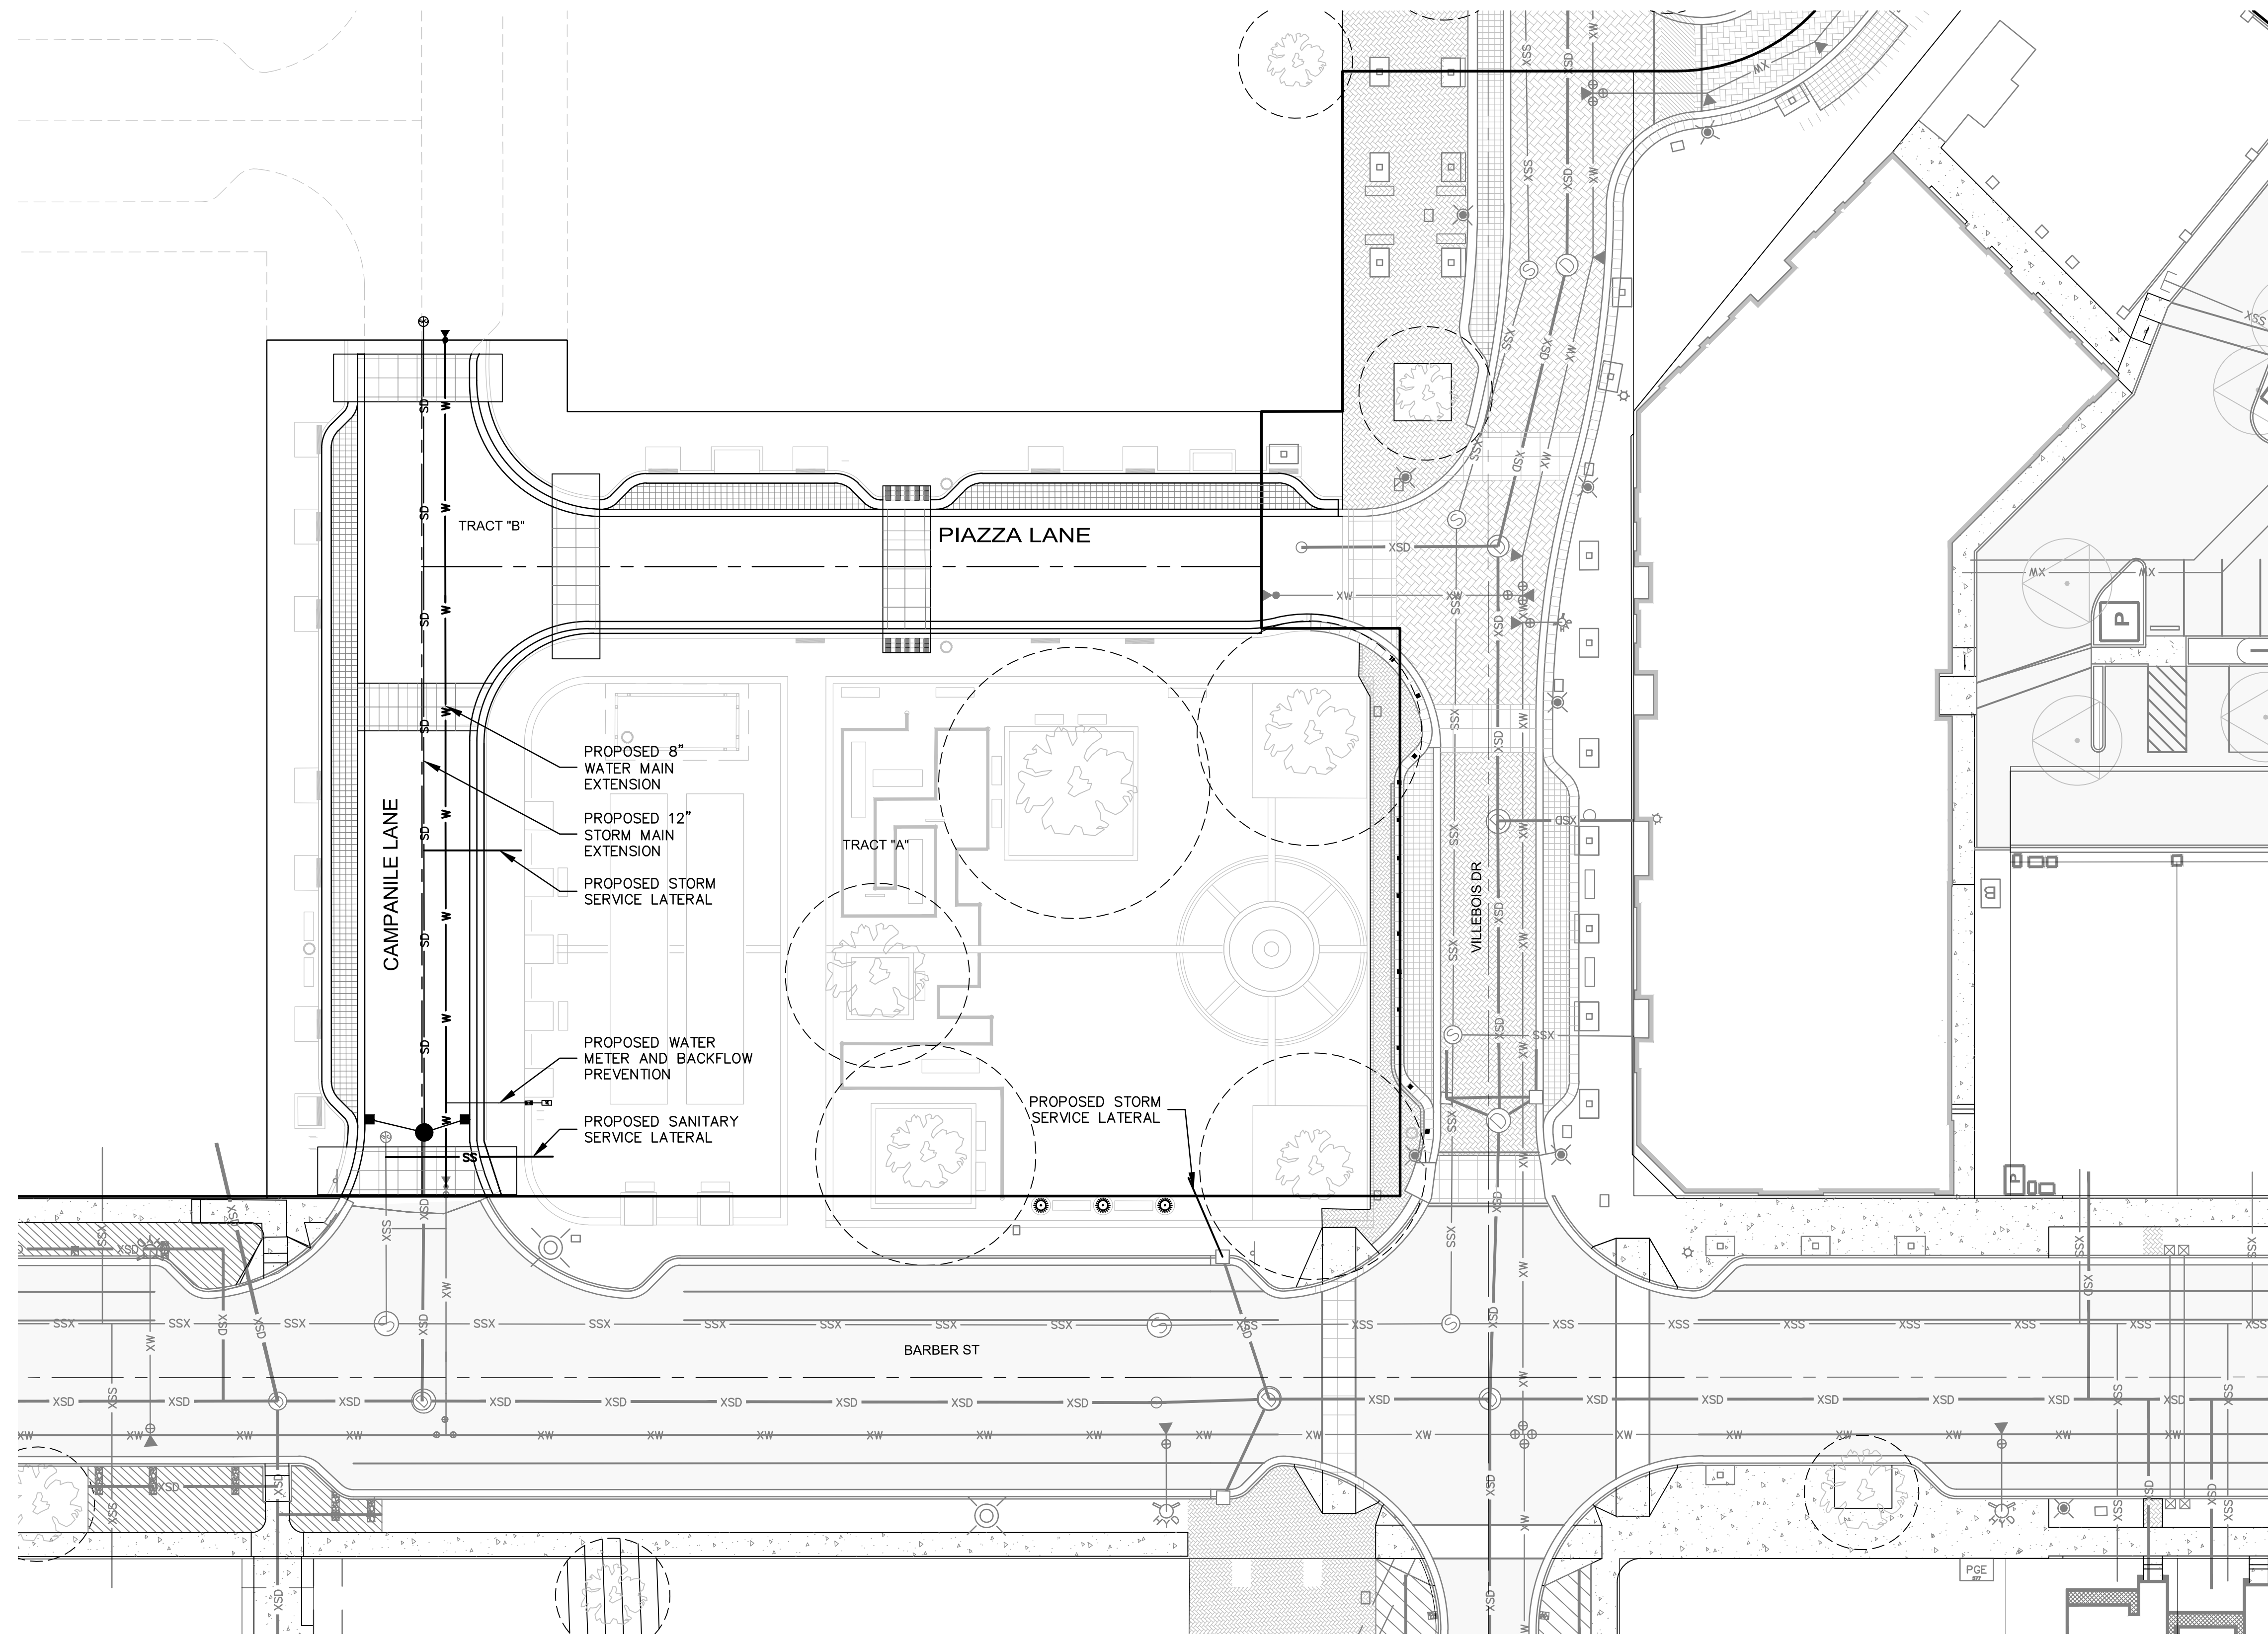 TRACT "B"
PIAZZA LANE
CAMPANILE LANE
PROPOSED 8”
WATER MAIN
EXTENSION
PROPOSED 12”
STORM MAIN
EXTENSION
PROPOSED STORM
SERVICE LATERAL
TRACT "A"
VILLEBOIS DR
PROPOSED WATER
METER AND BACKFLOW
PREVENTION
PROPOSED SANITARY
SERVICE LATERAL
PROPOSED STORM
SERVICE LATERAL
BARBER ST
SD
W
SS
XSD
XSS
XW
HYD
P
B
P
PGE